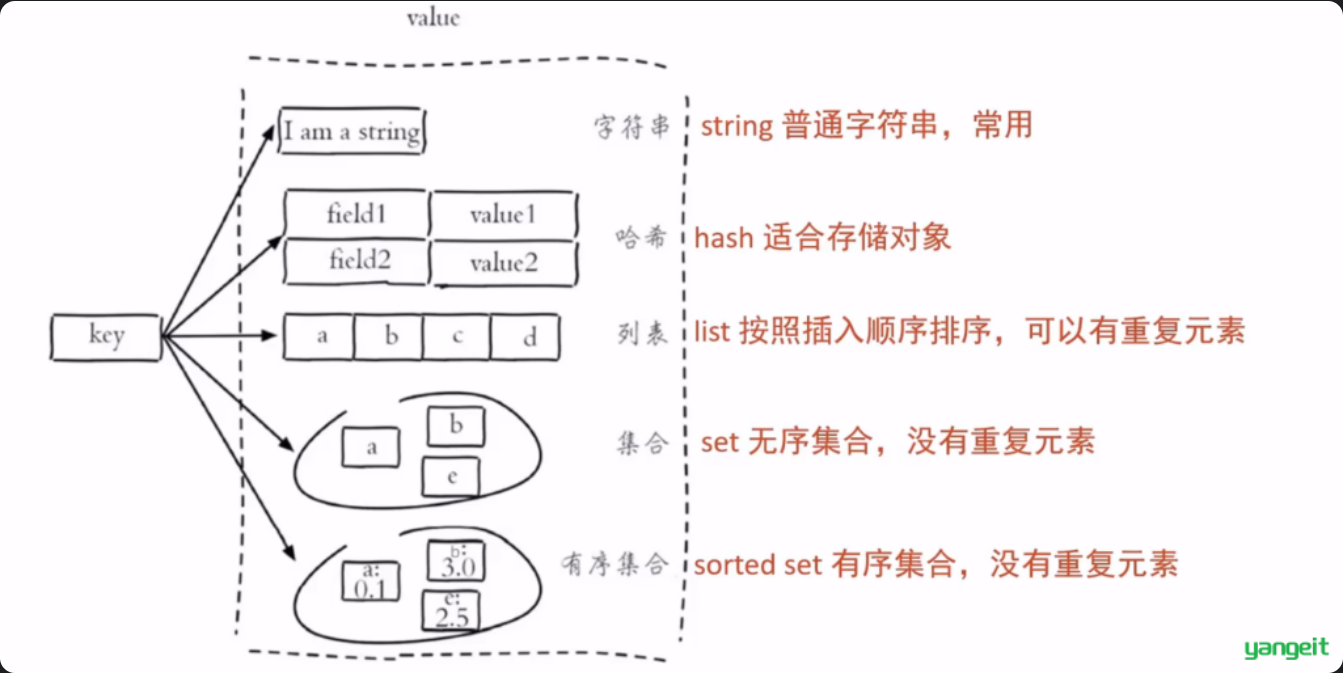 value
I am a string
字符串
string 普通字符串，常用
field1 value1
field2 value2
哈希
hash 适合存储对象
key
a b c d
列表
list 按照插入顺序排序，可以有重复元素
a
b
e
集合
set 无序集合，没有重复元素
a:
0.1
b:
3.0
c:
2.5
有序集合
sorted set 有序集合，没有重复元素
yangeit